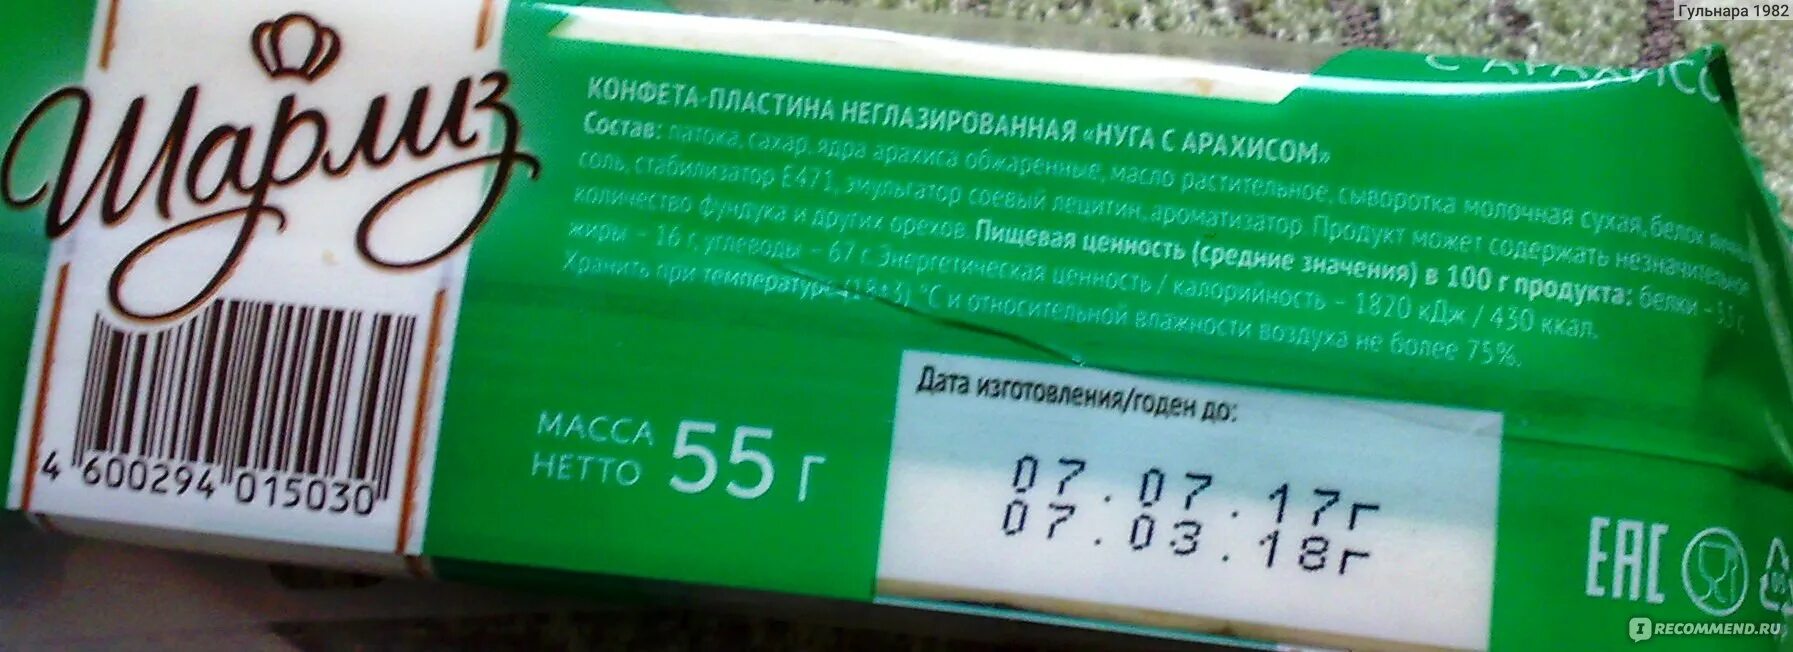 Гульнара 1982
Шармиз
С АРАХИСО
КОНФЕТА-ПЛАСТИНА НЕГЛАЗИРОВАННАЯ «НУГА С АРАХИСОМ»
Состав: патока, сахар, ядра арахиса обжаренные, масло растительное, сыворотка молочная сухая, белок
соль, стабилизатор Е471, эмульгатор соевый лецитин, ароматизатор. Продукт может содержать незначительное
количество фундука и других орехов. Пищевая ценность (средние значения) в 100 г продукта: белки –
жиры – 16 г, углеводы – 67 г. Энергетическая ценность / калорийность – 1820 кДж / 430 ккал.
Хранить при температуре (18±3) °С и относительной влажности воздуха не более 75%.
4 600294 015030
МАССА
НЕТТО 55 г
Дата изготовления/годен до:
07.07.17г
07.03.18г
EAC
05
RECOMMEND.RU